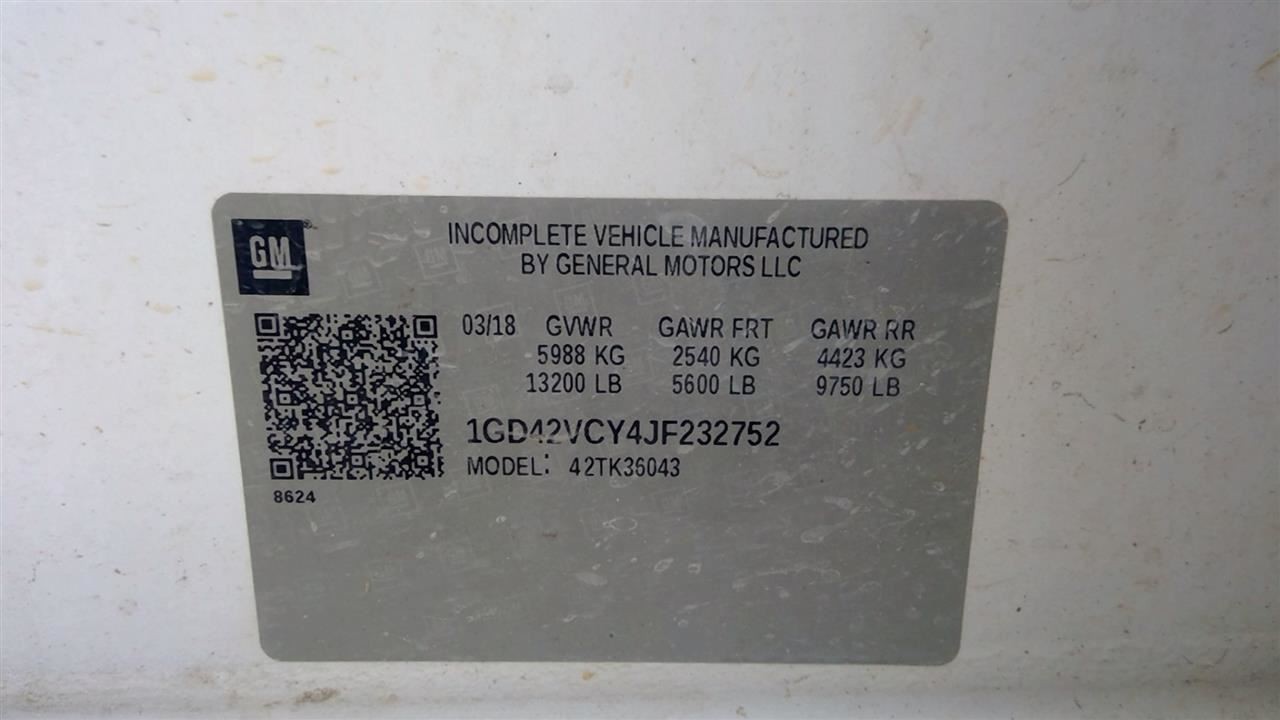 GM
INCOMPLETE VEHICLE MANUFACTURED
BY GENERAL MOTORS LLC
03/18 GVWR GAWR FRT GAWR RR
5988 KG 2540 KG 4423 KG
13200 LB 5600 LB 9750 LB
1GD42VCY4JF232752
MODEL: 42TK36043
8624